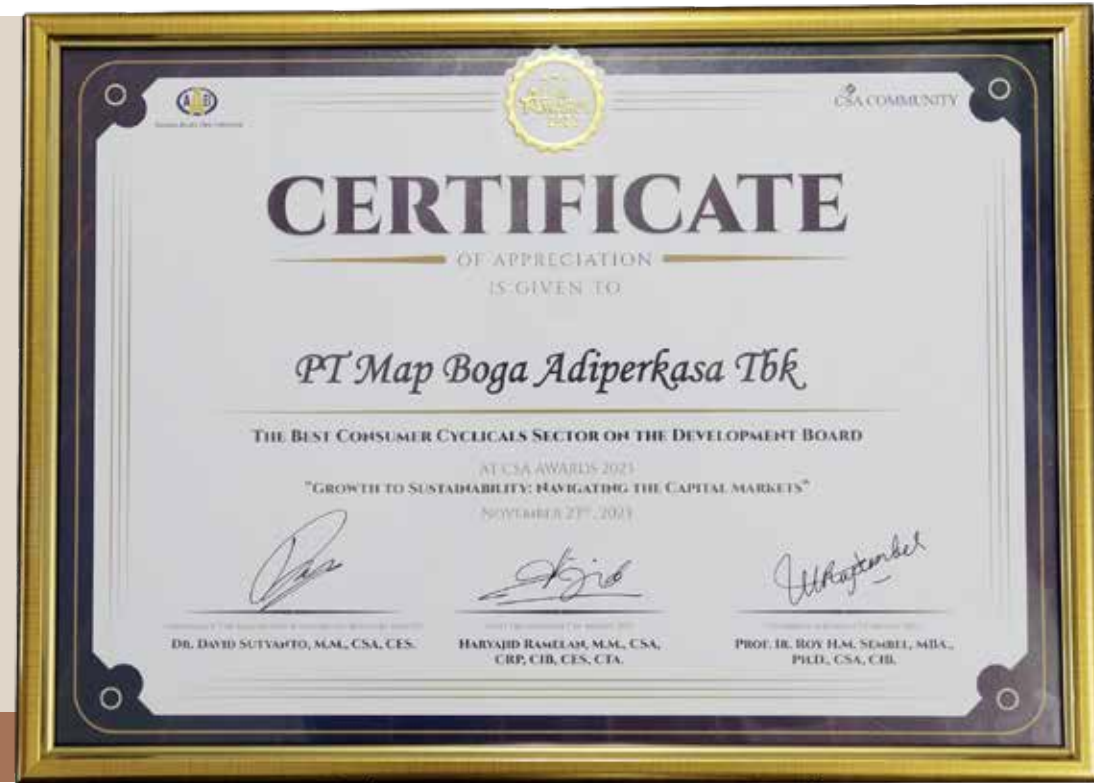 CSA COMMUNITY
CERTIFICATE
OF APPRECIATION
IS GIVEN TO
PT Map Boga Adiperkasa Tbk
THE BEST CONSUMER CYCLICALS SECTOR ON THE DEVELOPMENT BOARD
AT CSA AWARDS 2023
"GROWTH TO SUSTAINABILITY: NAVIGATING THE CAPITAL MARKETS"
NOVEMBER 2023
DR. DAVID SUTYANTO, M.M., CSA, CES.
HARYAJID RAMELAN, M.M., CSA,
CRP, CIB, CES, CTA.
PROF. IR. ROY H.M. SEMBEL, MBA.,
PH.D., CSA, CIB.